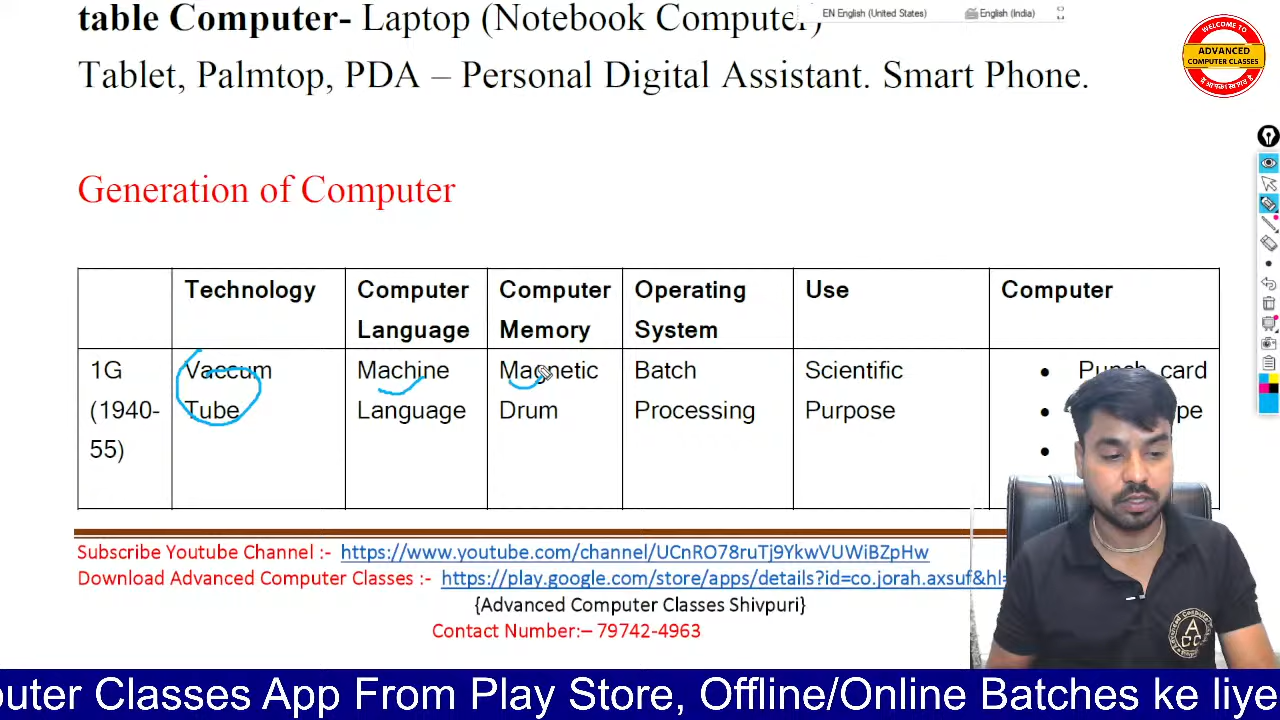 table Computer- Laptop (Notebook Computer)
EN English (United States) English (India)
Tablet, Palmtop, PDA – Personal Digital Assistant. Smart Phone.
WELCOME TO
ADVANCED
COMPUTER CLASSES
Generation of Computer
Technology Computer Language Computer Memory Operating System Use Computer
1G (1940-55) Vaccum Tube Machine Language Magnetic Drum Batch Processing Scientific Purpose Punch card
Subscribe Youtube Channel :- https://www.youtube.com/channel/UCnRO78ruTj9YkwVUWiBZpHw
Download Advanced Computer Classes :- https://play.google.com/store/apps/details?id=co.jorah.axsuf&hl=
{Advanced Computer Classes Shivpuri}
Contact Number:– 79742-4963
puter Classes App From Play Store, Offline/Online Batches ke liye